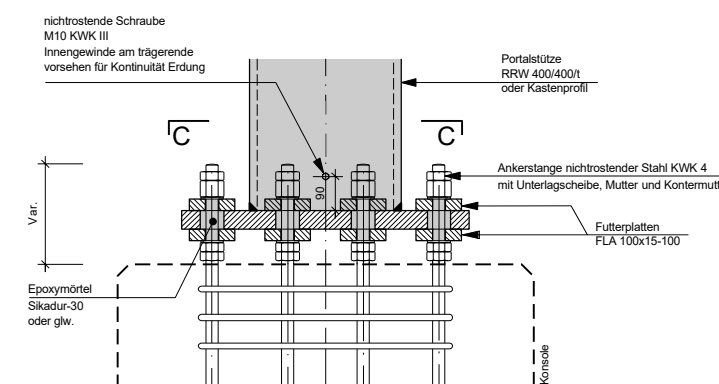 nichtrostende Schraube
M10 KWK III
Innengewinde am trägerende
vorsehen für Kontinuität Erdung
Portalstütze
RRW 400/400/t
oder Kastenprofil
C
C
Ankerstange nichtrostender Stahl KWK 4
mit Unterlagscheibe, Mutter und Kontermutt
90
Var.
Futterplatten
FLA 100x15-100
Epoxymörtel
Sikadur-30
oder glw.
Konsole